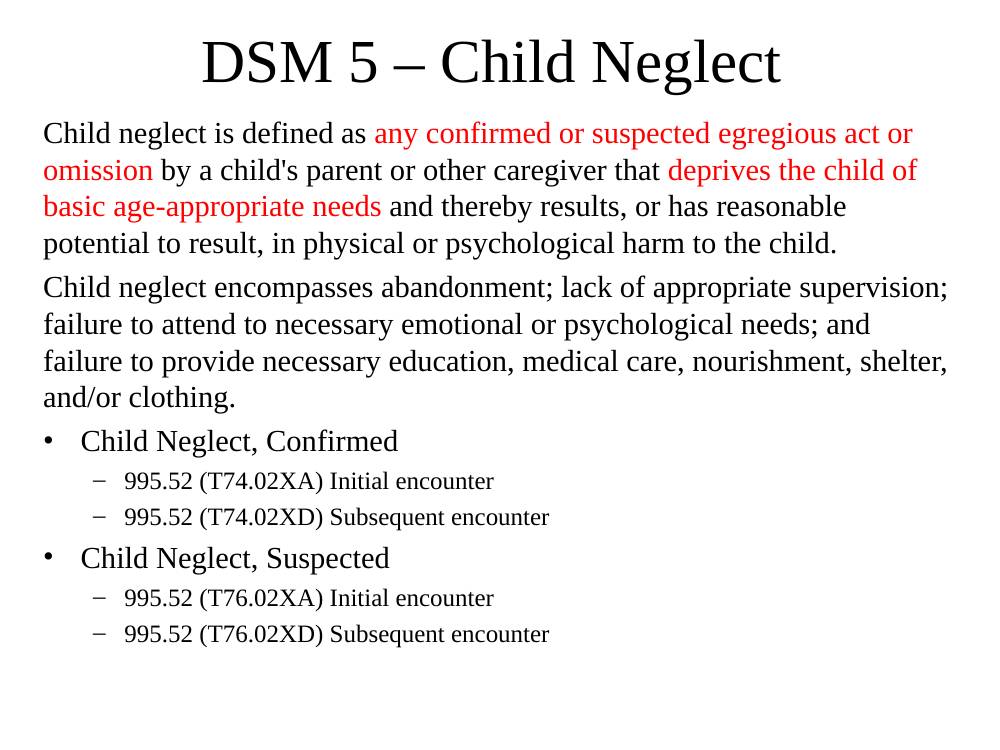 DSM 5 – Child Neglect
Child neglect is defined as any confirmed or suspected egregious act or
omission by a child's parent or other caregiver that deprives the child of
basic age-appropriate needs and thereby results, or has reasonable
potential to result, in physical or psychological harm to the child.
Child neglect encompasses abandonment; lack of appropriate supervision;
failure to attend to necessary emotional or psychological needs; and
failure to provide necessary education, medical care, nourishment, shelter,
and/or clothing.
• Child Neglect, Confirmed
– 995.52 (T74.02XA) Initial encounter
– 995.52 (T74.02XD) Subsequent encounter
• Child Neglect, Suspected
– 995.52 (T76.02XA) Initial encounter
– 995.52 (T76.02XD) Subsequent encounter